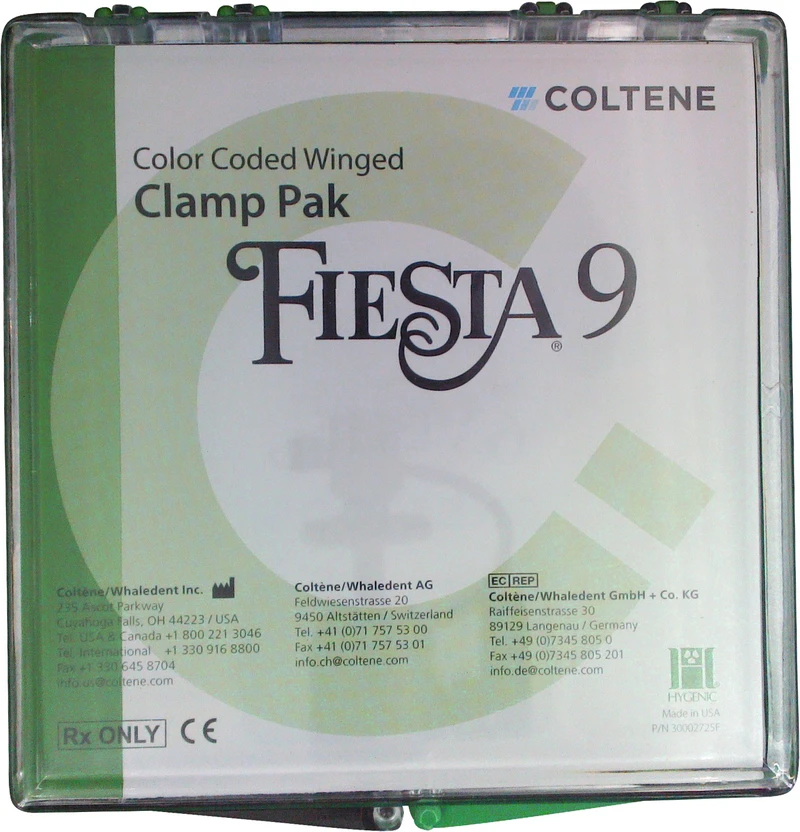 COLTENE
Color Coded Winged
Clamp Pak
FIESTA 9
®
Coltène/Whaledent Inc.
235 Ascot Parkway
Cuyahoga Falls, OH 44223 / USA
Tel. USA & Canada +1 800 221 3046
Tel. International +1 330 916 8800
Fax +1 330 645 8704
info.us@coltene.com
Coltène/Whaledent AG
Feldwiesenstrasse 20
9450 Altstätten / Switzerland
Tel. +41 (0)71 757 53 00
Fax +41 (0)71 757 53 01
info.ch@coltene.com
EC REP
Coltène/Whaledent GmbH + Co. KG
Raiffeisenstrasse 30
89129 Langenau / Germany
Tel. +49 (0)7345 805 0
Fax +49 (0)7345 805 201
info.de@coltene.com
HYGENIC
Made in USA
P/N 30002725F
Rx ONLY CE